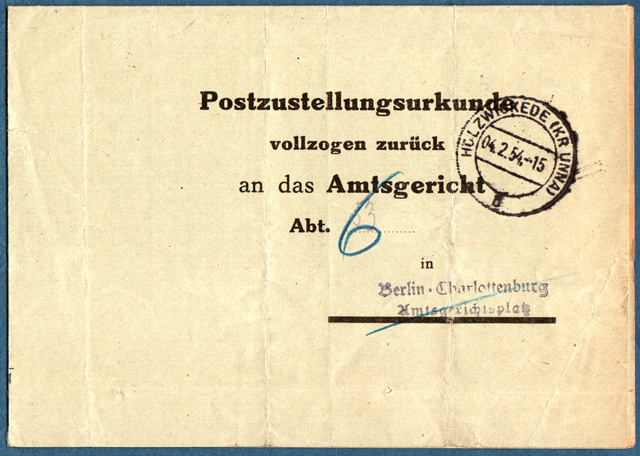 Postzustellungsurkunde
vollzogen zurück
an das Amtsgericht
Abt. 6
in
Berlin-Charlottenburg
Amtsgerichtsplatz
HOLZWICKEDE (KR UNNA)
04.2.54.-15